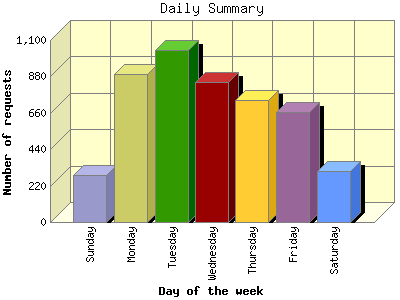 Daily Summary
1,100
880
660
440
220
0
Number of requests
Sunday
Monday
Tuesday
Wednesday
Thursday
Friday
Saturday
Day of the week